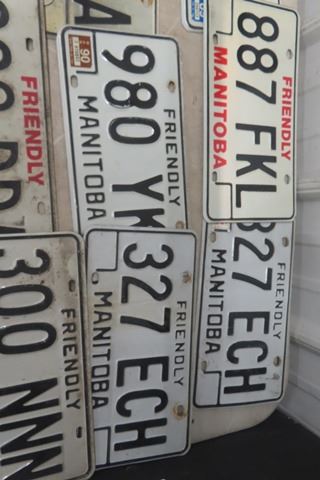 FRIENDLY
887 FKL
MANITOBA
90
FRIENDLY
980 YK
MANITOBA
FRIENDLY
FRIENDLY
327 ECH
MANITOBA
FRIENDLY
327 ECH
MANITOBA
FRIENDLY
300 NNN
A